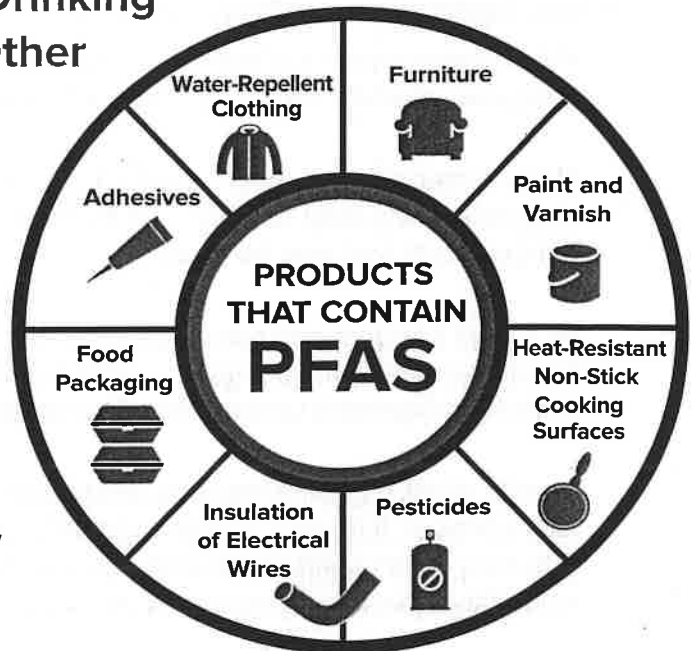 Drinking
ther
Water-Repellent
Clothing
Furniture
Adhesives
Paint and
Varnish
PRODUCTS
THAT CONTAIN
PFAS
Food
Packaging
Heat-Resistant
Non-Stick
Cooking
Surfaces
Insulation
of Electrical
Wires
Pesticides